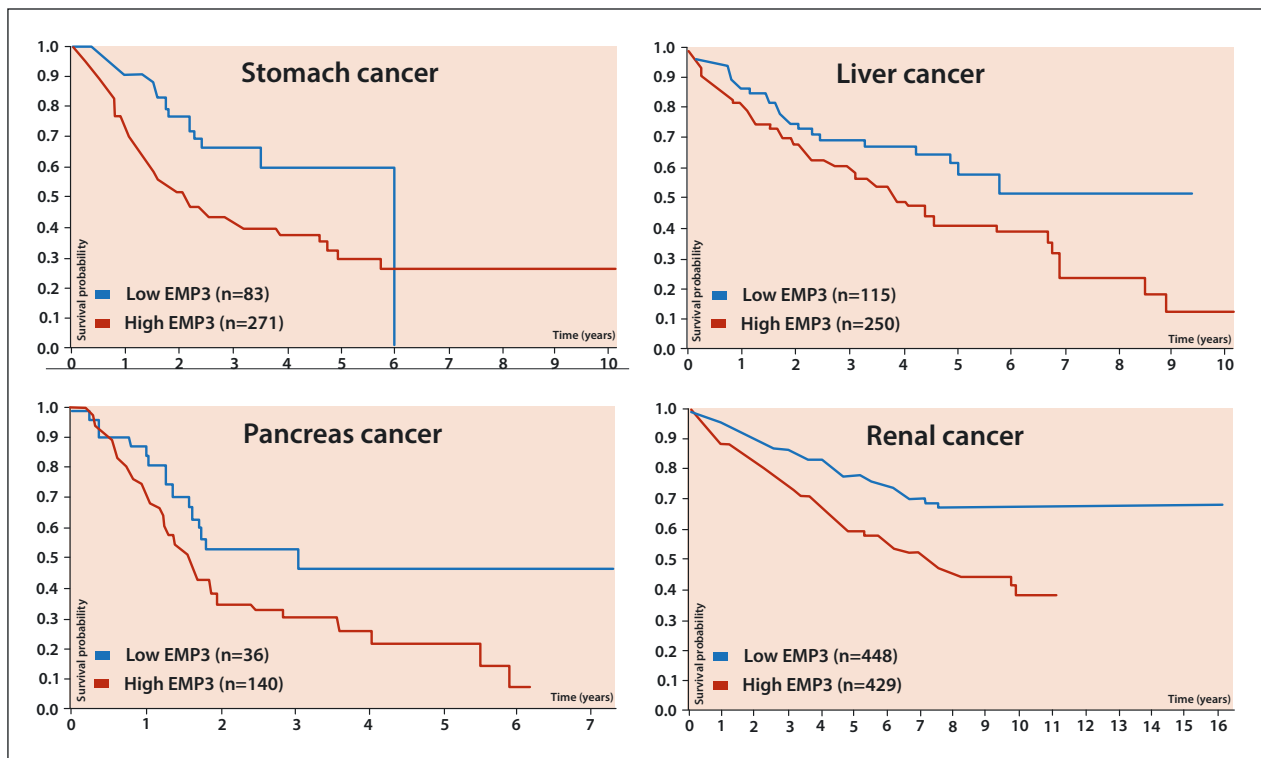 Stomach cancer
1.0
0.9
0.8
0.7
0.6
0.5
0.4
0.3
0.2
0.1
0.0
Survival probability
Low EMP3 (n=83)
High EMP3 (n=271)
Time (years)
0 1 2 3 4 5 6 7 8 9 10
Liver cancer
1.0
0.9
0.8
0.7
0.6
0.5
0.4
0.3
0.2
0.1
0.0
Survival probability
Low EMP3 (n=115)
High EMP3 (n=250)
Time (years)
0 1 2 3 4 5 6 7 8 9 10
Pancreas cancer
1.0
0.9
0.8
0.7
0.6
0.5
0.4
0.3
0.2
0.1
0.0
Survival probability
Low EMP3 (n=36)
High EMP3 (n=140)
Time (years)
0 1 2 3 4 5 6 7
Renal cancer
1.0
0.9
0.8
0.7
0.6
0.5
0.4
0.3
0.2
0.1
0.0
Survival probability
Low EMP3 (n=448)
High EMP3 (n=429)
Time (years)
0 1 2 3 4 5 6 7 8 9 10 11 12 13 14 15 16